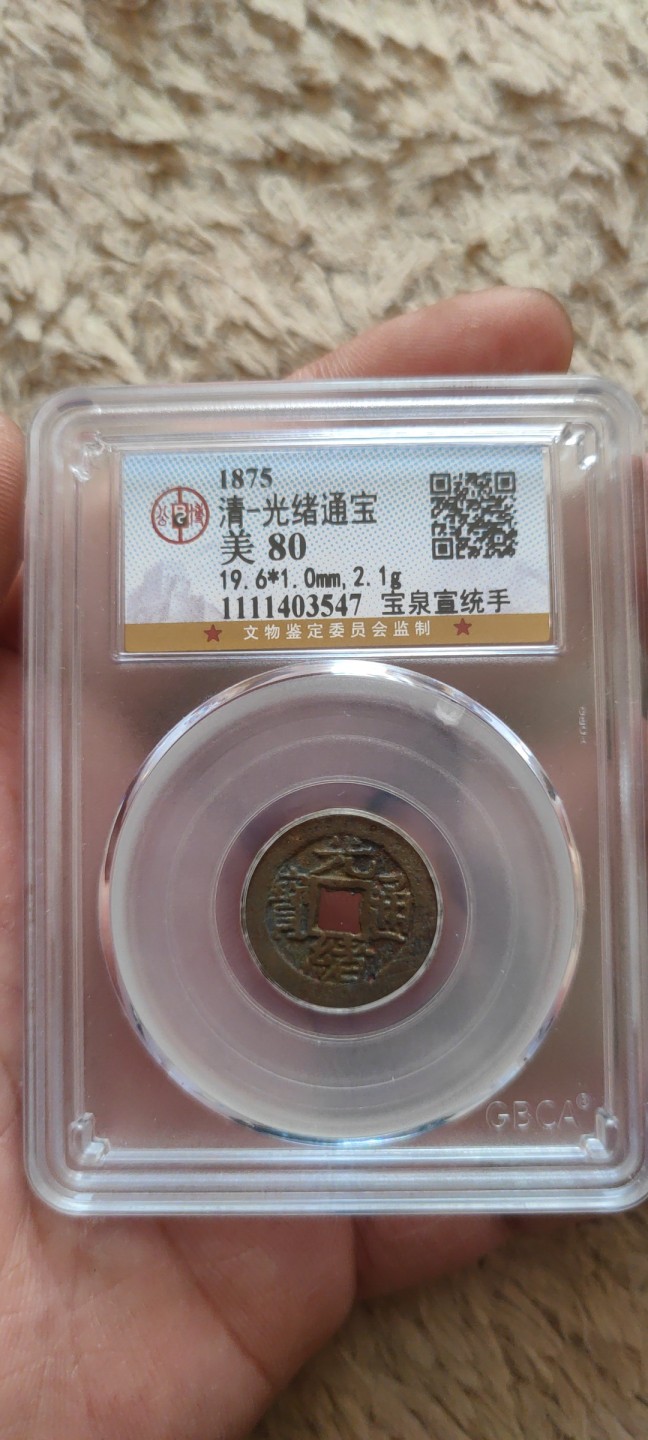 1875
清-光绪通宝
美 80
19.6*1.0mm,2.1g
1111403547 宝泉宣统手
★ 文物鉴定委员会监制 ★
光
寶 通
緒
GBCA®